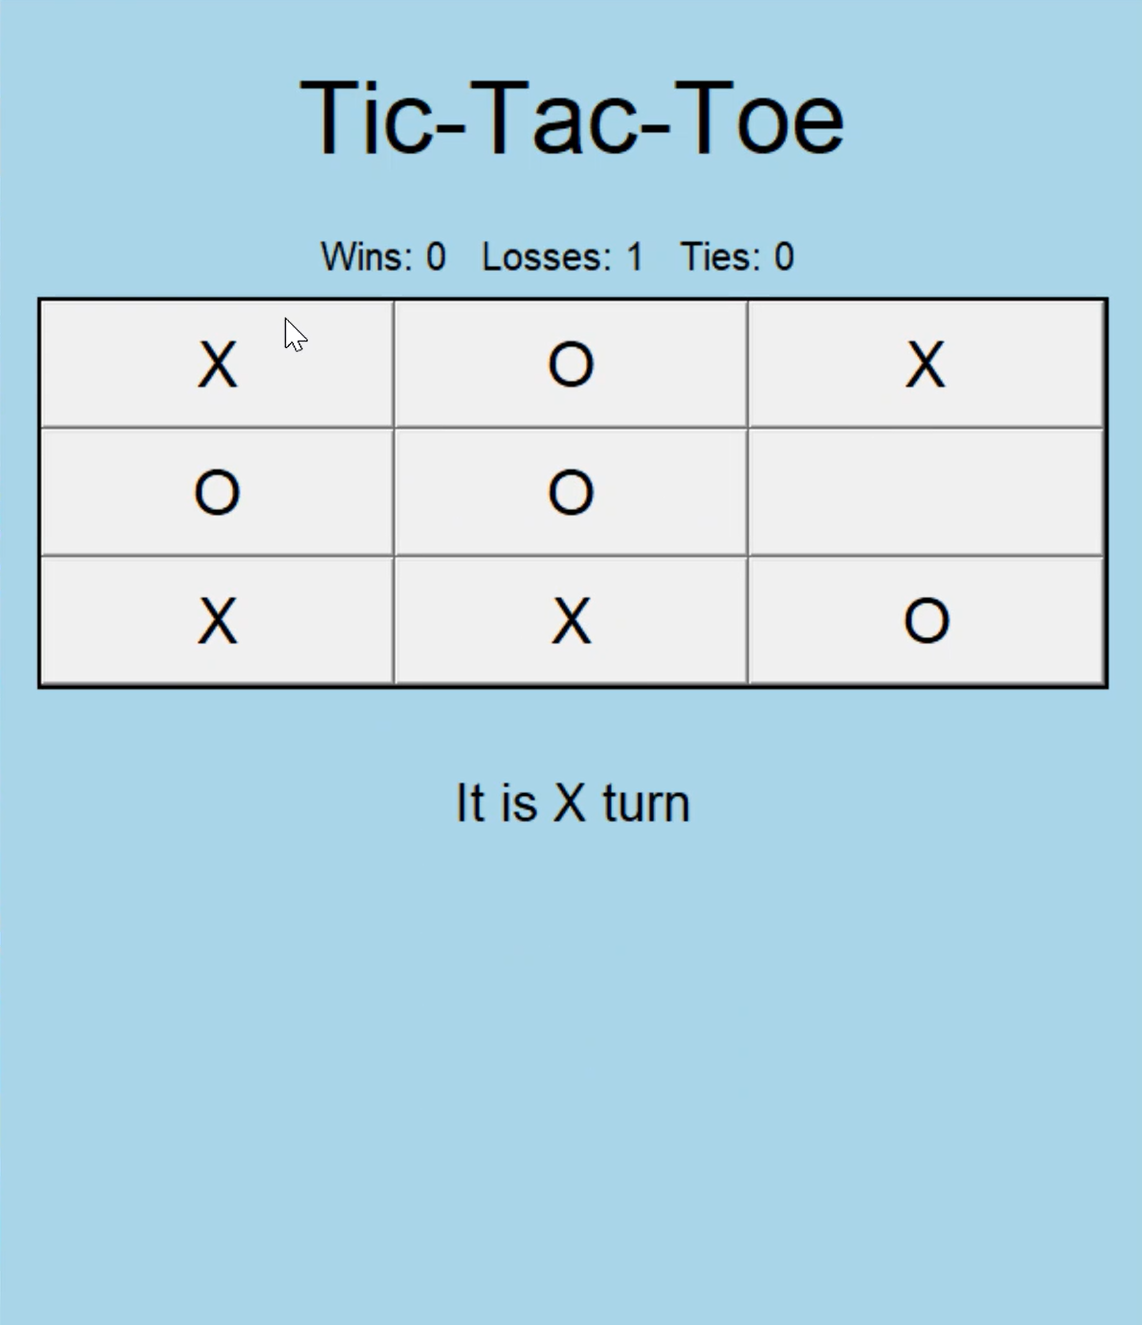 Tic-Tac-Toe
Wins: 0 Losses: 1 Ties: 0
X O X
O O
X X O
It is X turn